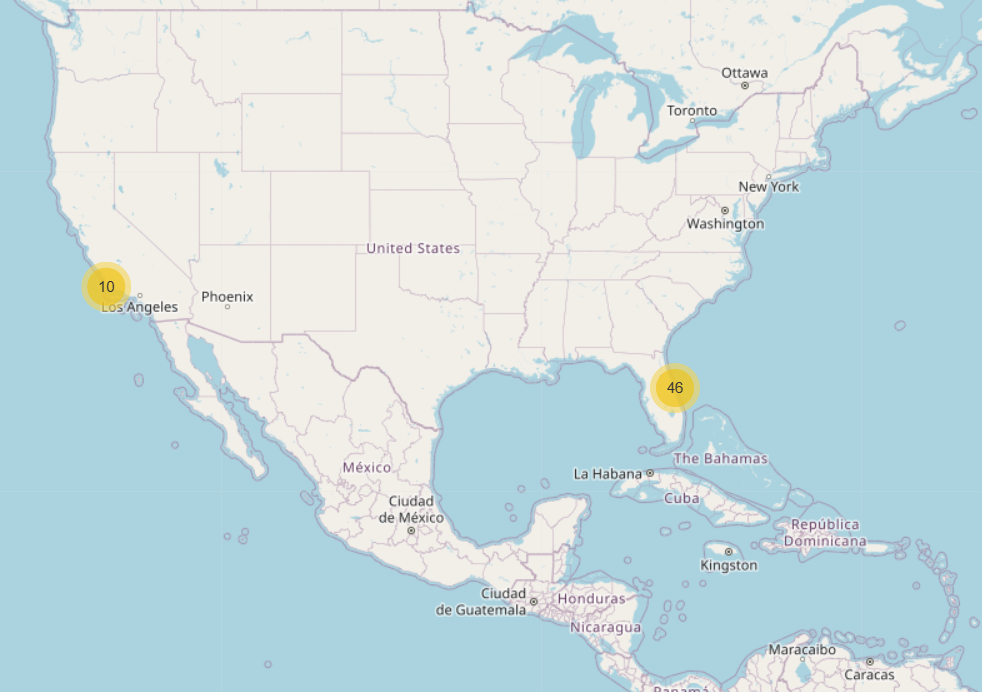 Ottawa
Toronto
New York
Washington
United States
10
Los Angeles
Phoenix
46
México
The Bahamas
La Habana
Cuba
Ciudad
de México
República
Dominicana
Kingston
Ciudad
de Guatemala
Honduras
Nicaragua
Maracaibo
Caracas
Panamá